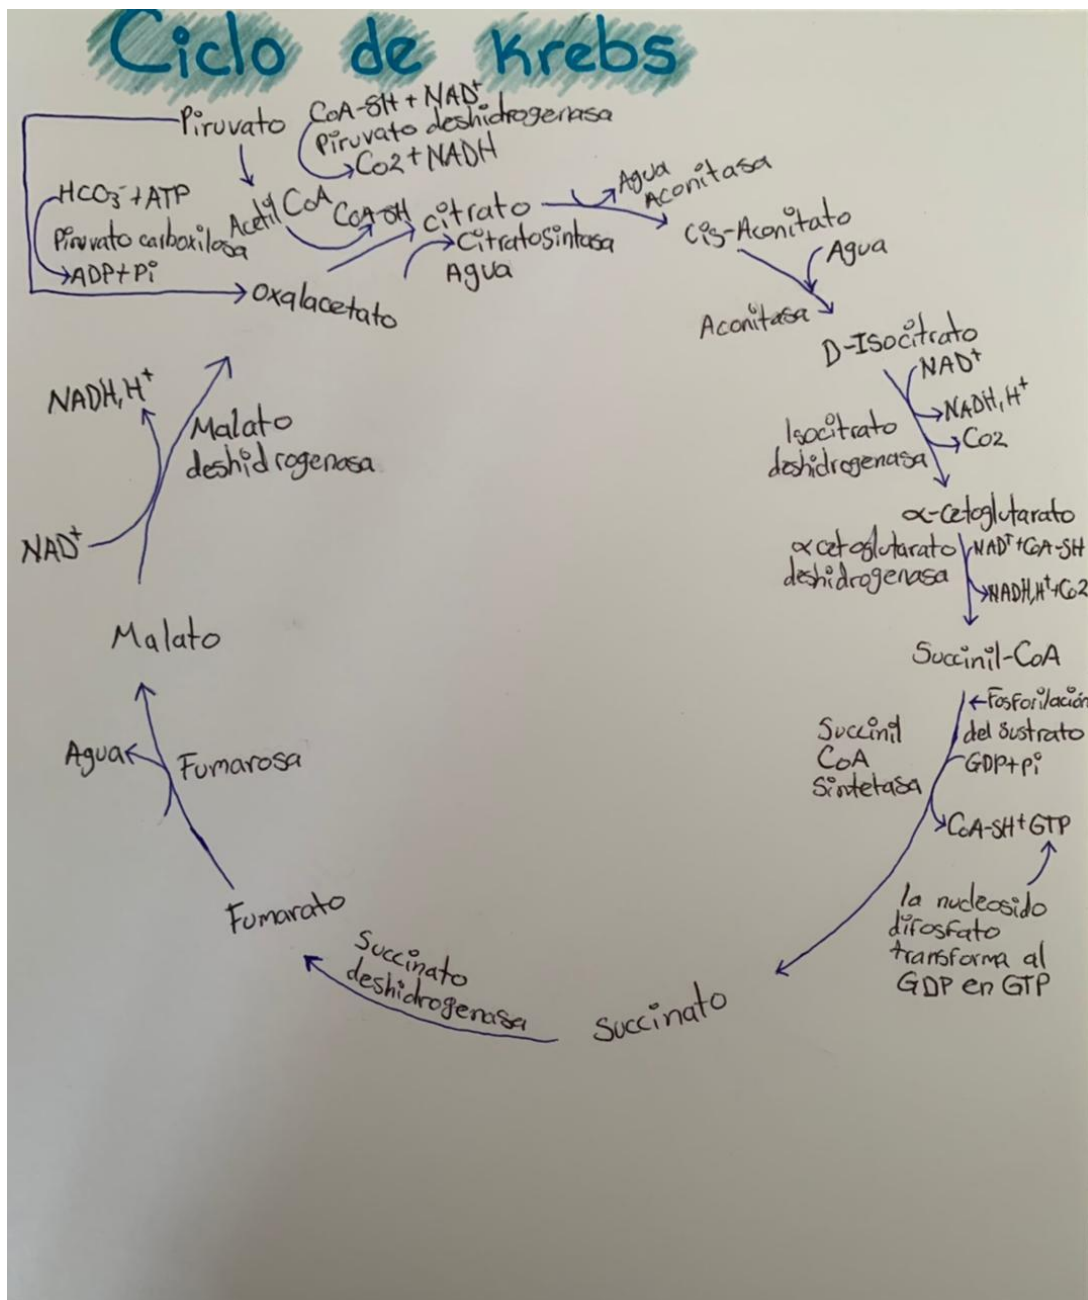 Ciclo de Krebs
Piruvato
CoA-SH + NAD⁺
Piruvato deshidrogenasa
Co2 + NADH
HCO₃⁻ + ATP
Piruvato carboxilosa
ADP+Pi
Acetil CoA
CoA-SH
Citrato
Citratosintasa
Agua
Oxalacetato
Agua
Aconitasa
Cis-Aconitato
Agua
Aconitasa
D-Isocitrato
NAD⁺
NADH, H⁺
Co2
Isocitrato
deshidrogenasa
α-cetoglutarato
α cetoglutarato
deshidrogenasa
NAD⁺+CoA-SH
NADH,H⁺+Co2
Succinil-CoA
←Fosforilación
del sustrato
GDP+Pi
Succinil
CoA
Sintetasa
CoA-SH+GTP
la nucleosido
difosfato
transforma al
GDP en GTP
Succinato
Succinato
deshidrogenasa
Fumarato
Fumarosa
Agua
Malato
Malato
deshidrogenasa
NAD⁺
NADH, H⁺